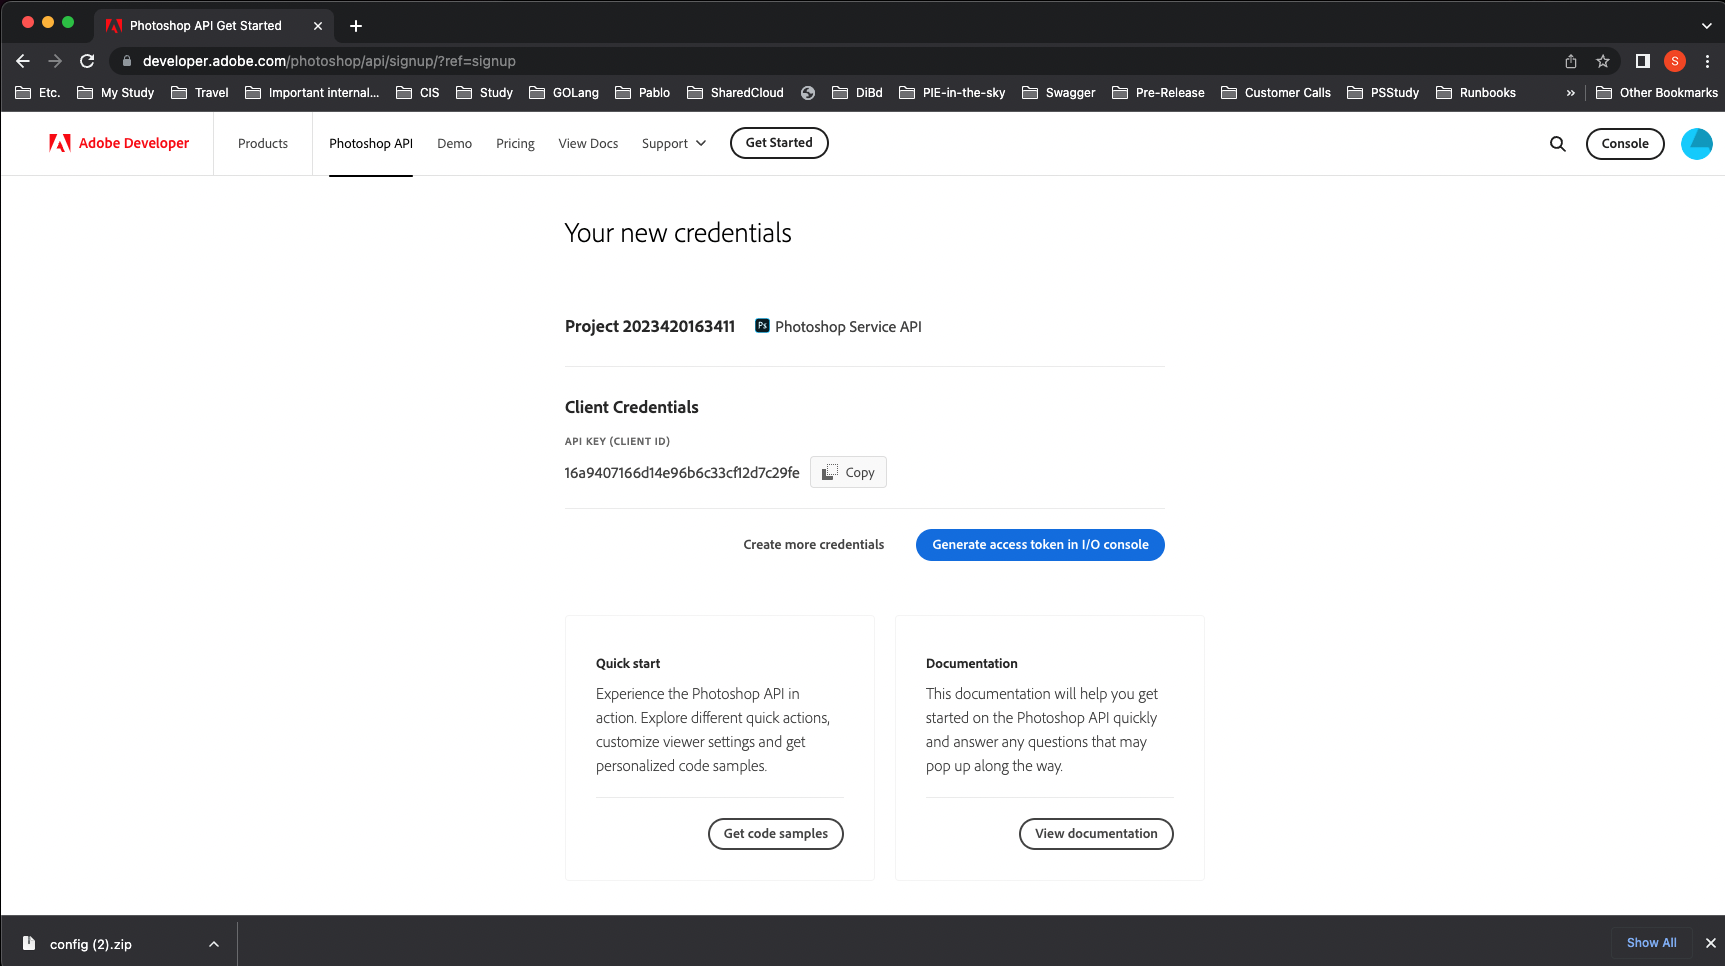 Photoshop API Get Started
developer.adobe.com/photoshop/api/signup/?ref=signup
S
Etc. My Study Travel Important internal... CIS Study GOLang Pablo SharedCloud DiBd PIE-in-the-sky Swagger Pre-Release Customer Calls PSStudy Runbooks » Other Bookmarks
Adobe Developer Products Photoshop API Demo Pricing View Docs Support Get Started Console
Your new credentials
Project 2023420163411 Ps Photoshop Service API
Client Credentials
API KEY (CLIENT ID)
16a9407166d14e96b6c33cf12d7c29fe Copy
Create more credentials Generate access token in I/O console
Quick start
Experience the Photoshop API in
action. Explore different quick actions,
customize viewer settings and get
personalized code samples.
Get code samples
Documentation
This documentation will help you get
started on the Photoshop API quickly
and answer any questions that may
pop up along the way.
View documentation
config (2).zip Show All